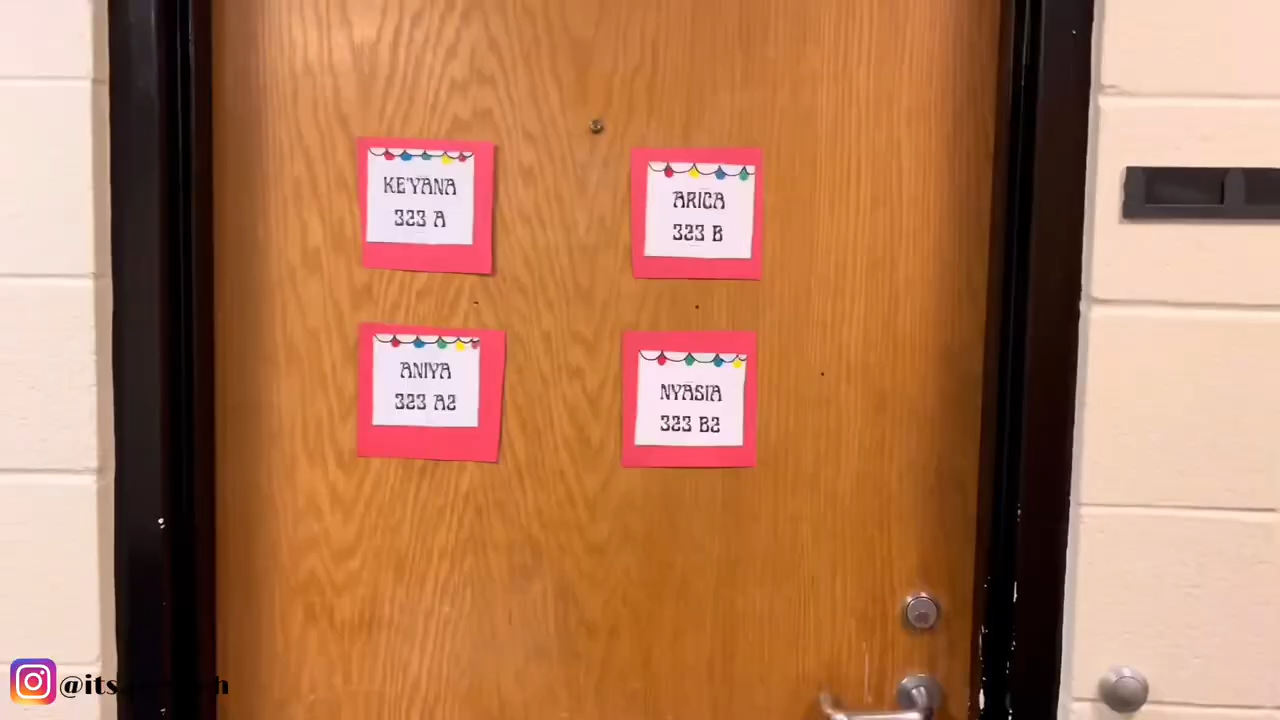 KE'YANA
323 A
ARICA
323 B
ANIYA
323 A2
NYASIA
323 B2